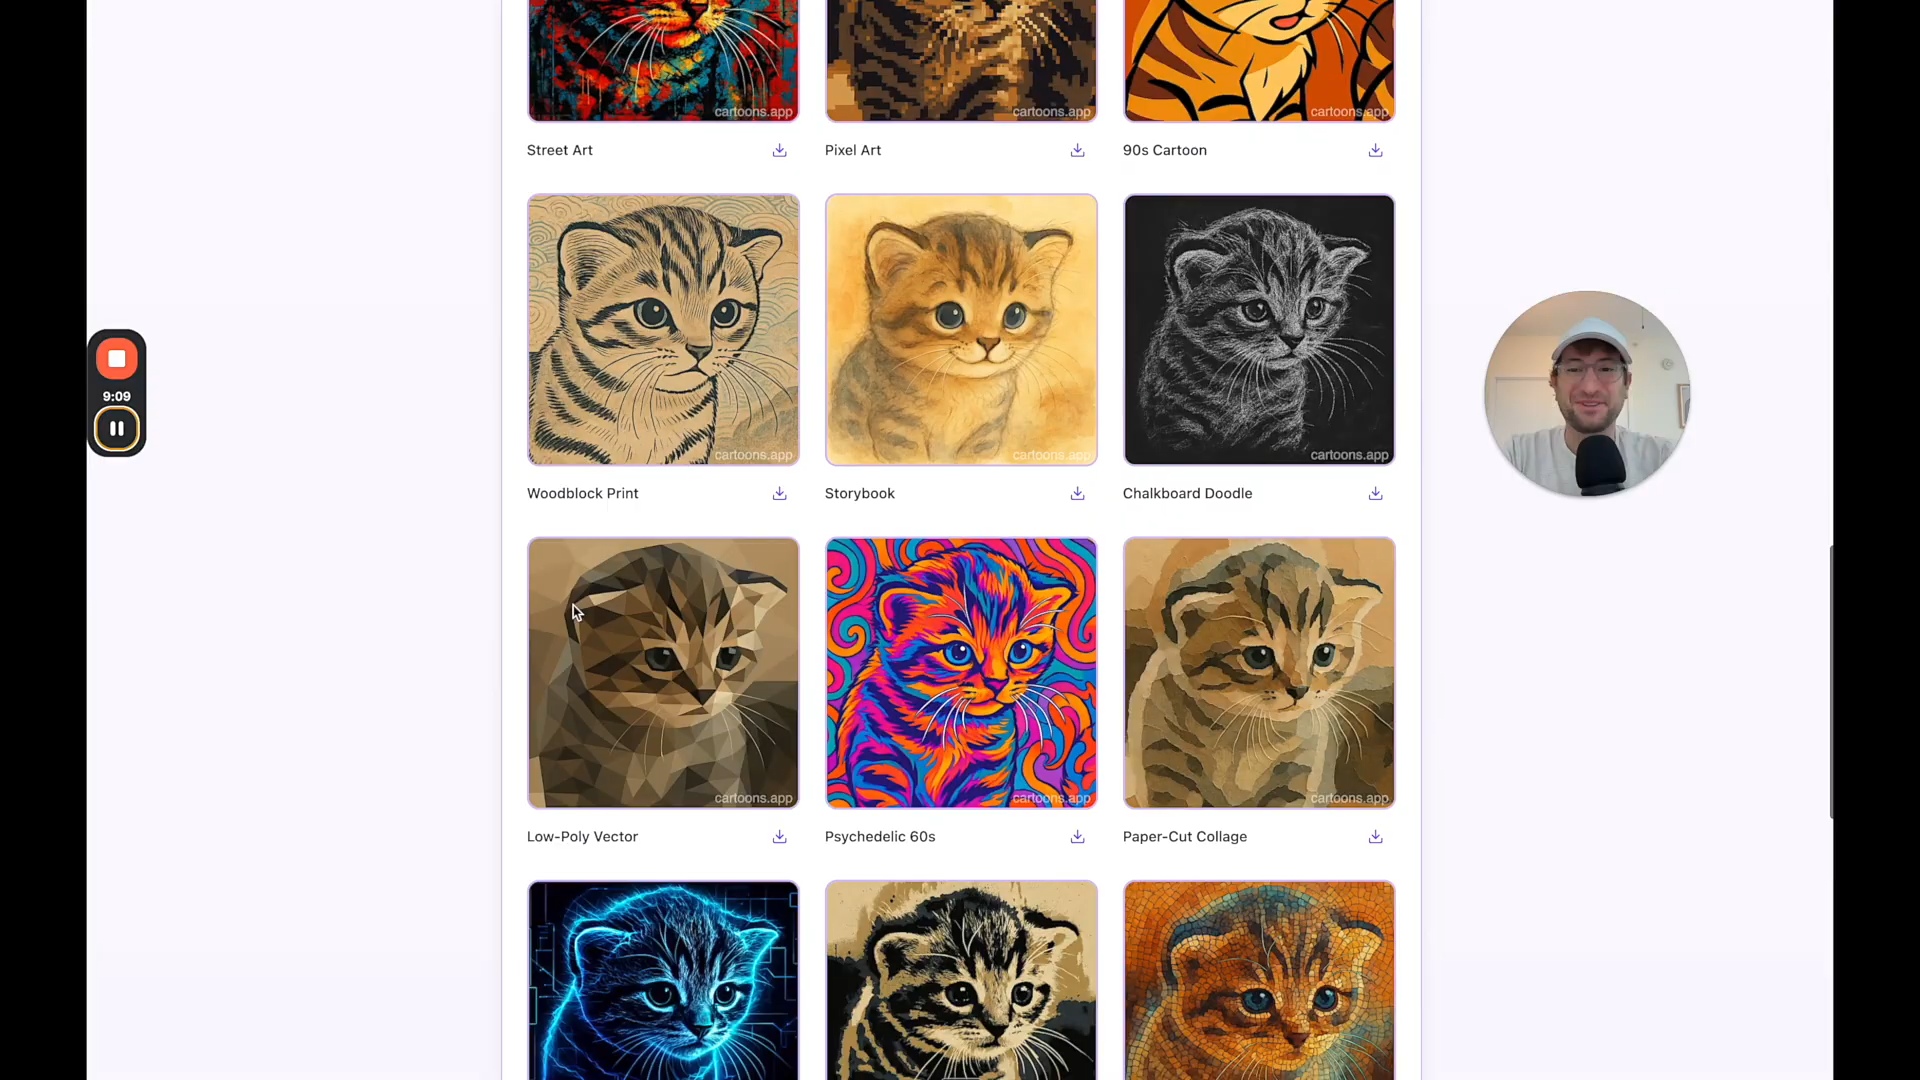 cartoons.app cartoons.app cartoons.app
Street Art Pixel Art 90s Cartoon
9:09
cartoons.app cartoons.app cartoons.app
Woodblock Print Storybook Chalkboard Doodle
cartoons.app cartoons.app cartoons.app
Low-Poly Vector Psychedelic 60s Paper-Cut Collage